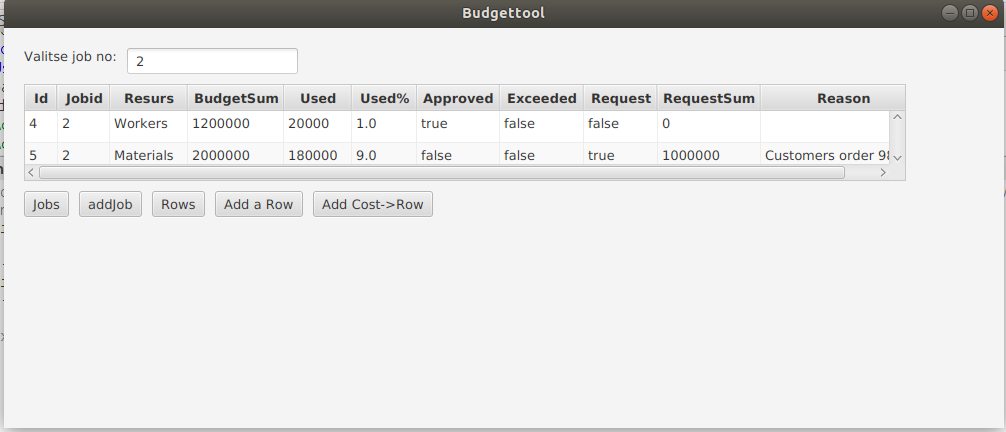 Budgettool
Valitse job no: 2
Id Jobid Resurs BudgetSum Used Used% Approved Exceeded Request RequestSum Reason
4 2 Workers 1200000 20000 1.0 true false false 0
5 2 Materials 2000000 180000 9.0 false false true 1000000 Customers order 98
Jobs addJob Rows Add a Row Add Cost->Row